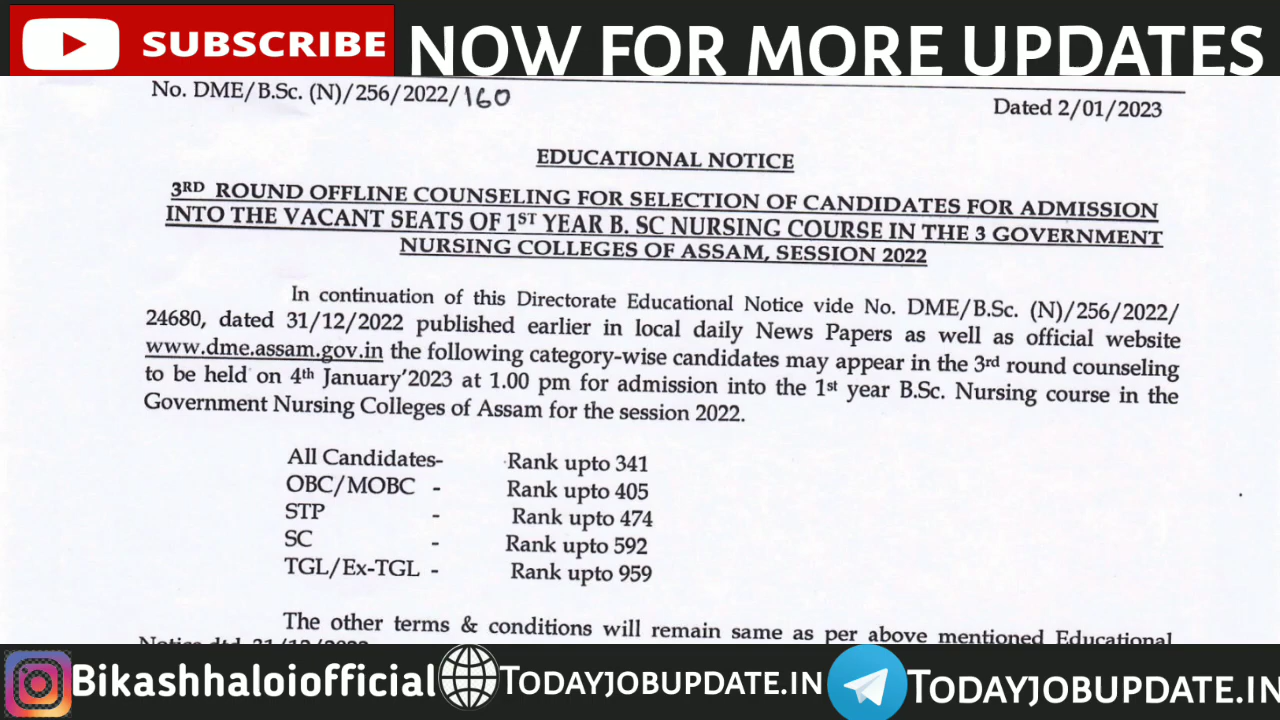 SUBSCRIBE NOW FOR MORE UPDATES
No. DME/B.Sc. (N)/256/2022/160
Dated 2/01/2023
EDUCATIONAL NOTICE
3RD ROUND OFFLINE COUNSELING FOR SELECTION OF CANDIDATES FOR ADMISSION
INTO THE VACANT SEATS OF 1ST YEAR B. SC NURSING COURSE IN THE 3 GOVERNMENT
NURSING COLLEGES OF ASSAM, SESSION 2022
In continuation of this Directorate Educational Notice vide No. DME/B.Sc. (N)/256/2022/
24680, dated 31/12/2022 published earlier in local daily News Papers as well as official website
www.dme.assam.gov.in the following category-wise candidates may appear in the 3rd round counseling
to be held on 4th January'2023 at 1.00 pm for admission into the 1st year B.Sc. Nursing course in the
Government Nursing Colleges of Assam for the session 2022.
All Candidates- Rank upto 341
OBC/MOBC - Rank upto 405
STP - Rank upto 474
SC - Rank upto 592
TGL/Ex-TGL - Rank upto 959
The other terms & conditions will remain same as per above mentioned Educational
Notice dtd. 31/12/2022
Bikashhaloiofficial TODAYJOBUPDATE.IN TODAYJOBUPDATE.IN